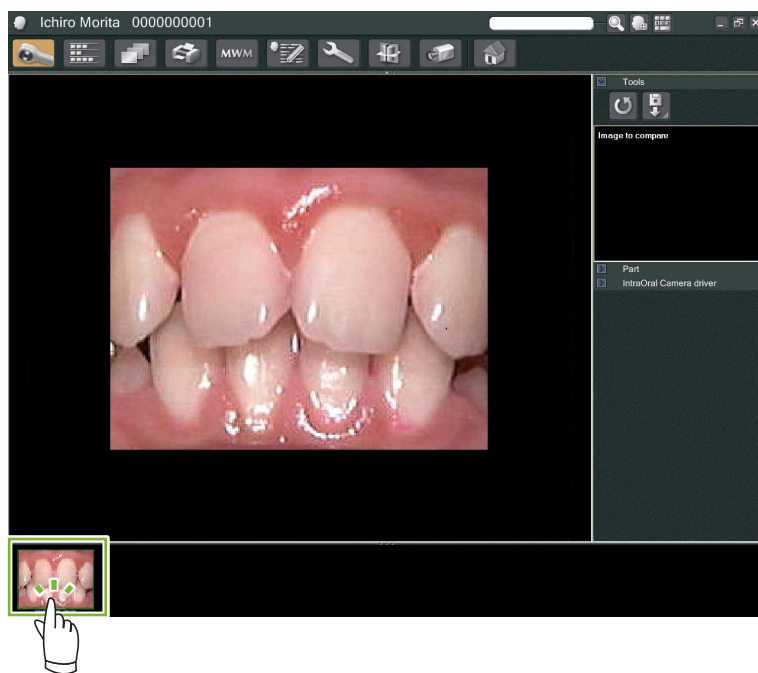 Ichiro Morita 0000000001
MWM
Tools
Image to compare
Part
IntraOral Camera driver